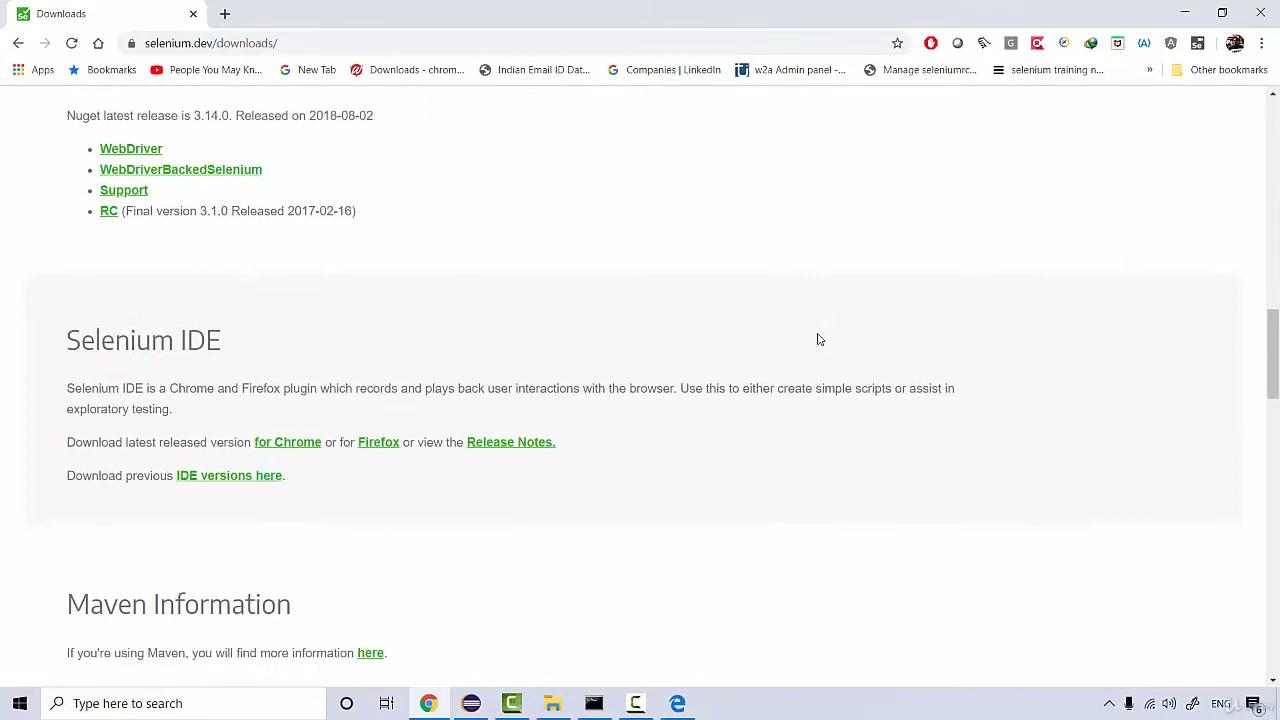 Downloads
selenium.dev/downloads/
Apps Bookmarks People You May Kn... New Tab Downloads - chrom... Indian Email ID Dat... Companies | LinkedIn w2a Admin panel -... Manage seleniumrc... selenium training n... » Other bookmarks
Nuget latest release is 3.14.0. Released on 2018-08-02
WebDriver
WebDriverBackedSelenium
Support
RC (Final version 3.1.0 Released 2017-02-16)
Selenium IDE
Selenium IDE is a Chrome and Firefox plugin which records and plays back user interactions with the browser. Use this to either create simple scripts or assist in
exploratory testing.
Download latest released version for Chrome or for Firefox or view the Release Notes.
Download previous IDE versions here.
Maven Information
If you're using Maven, you will find more information here.
Type here to search
ENG